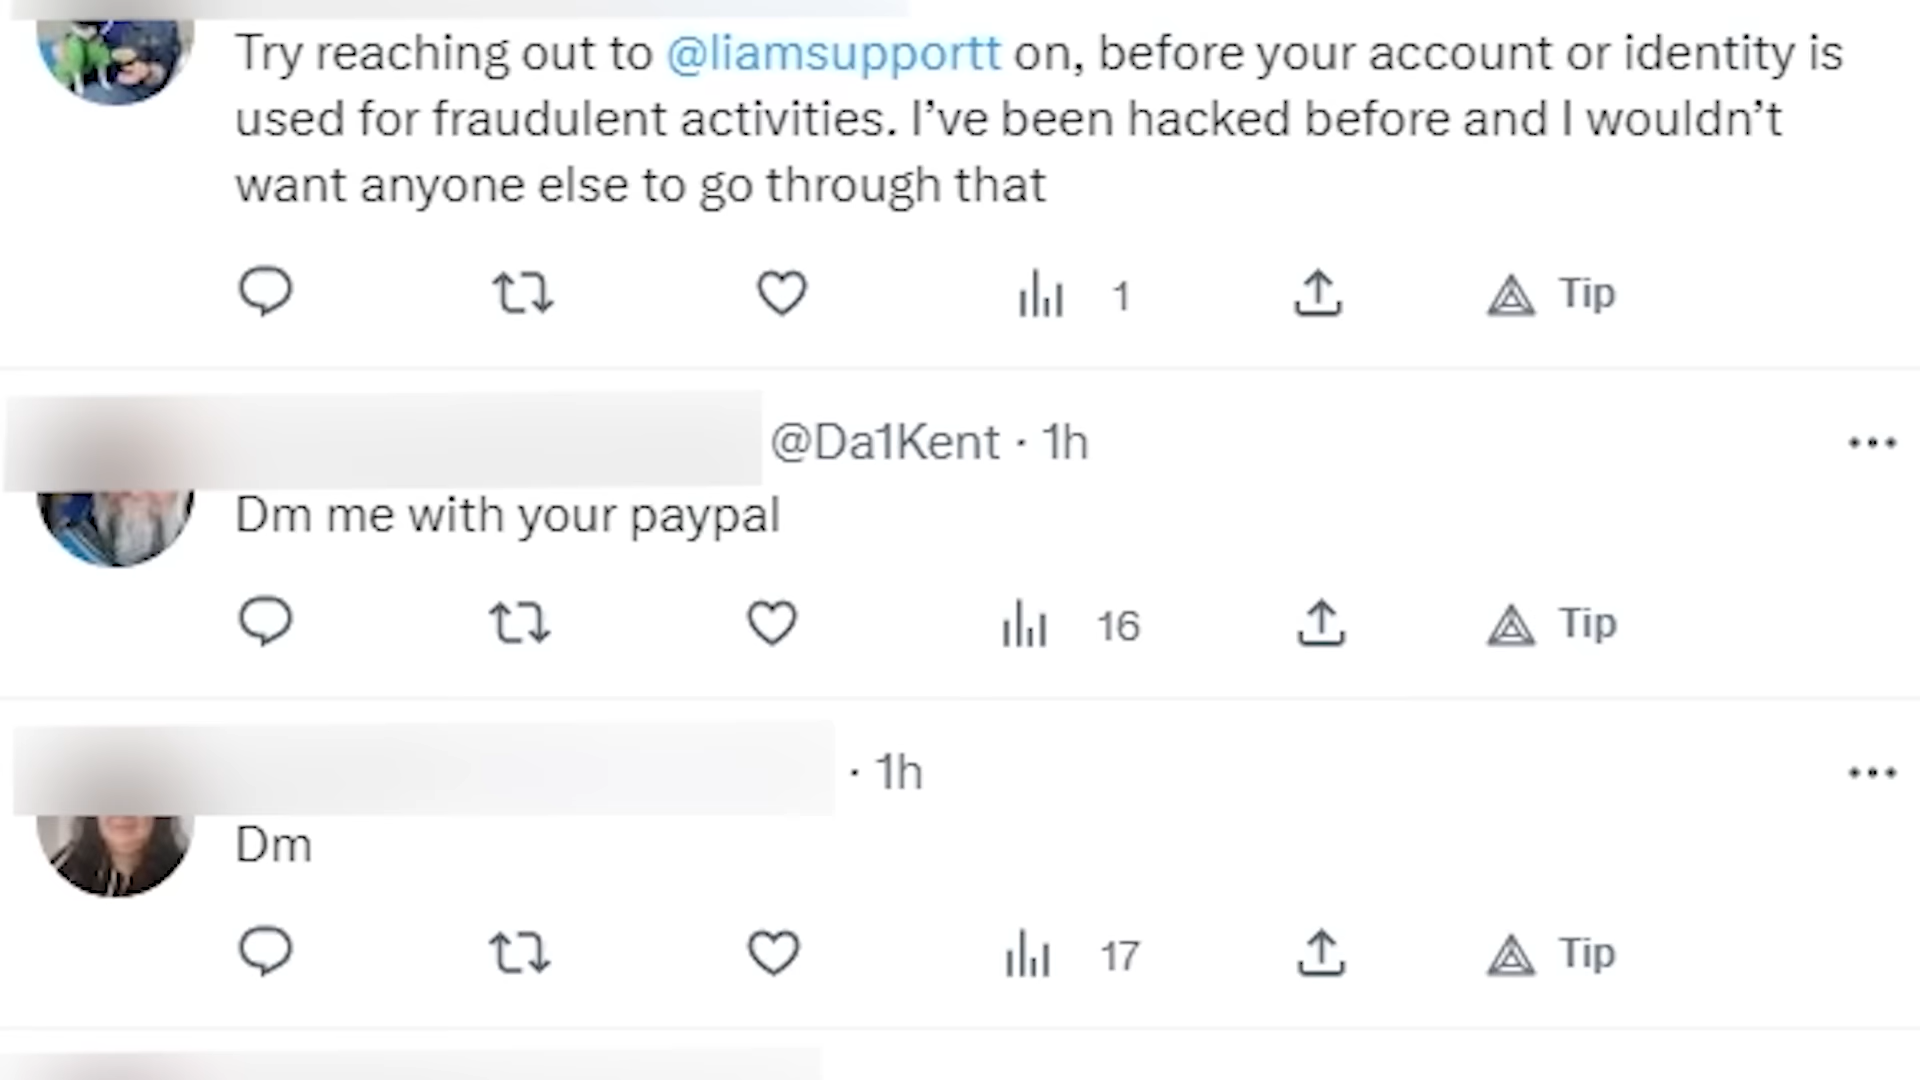 Try reaching out to @liamsupportt on, before your account or identity is
used for fraudulent activities. I’ve been hacked before and I wouldn’t
want anyone else to go through that
1 Tip
@Da1Kent · 1h
Dm me with your paypal
16 Tip
· 1h
Dm
17 Tip